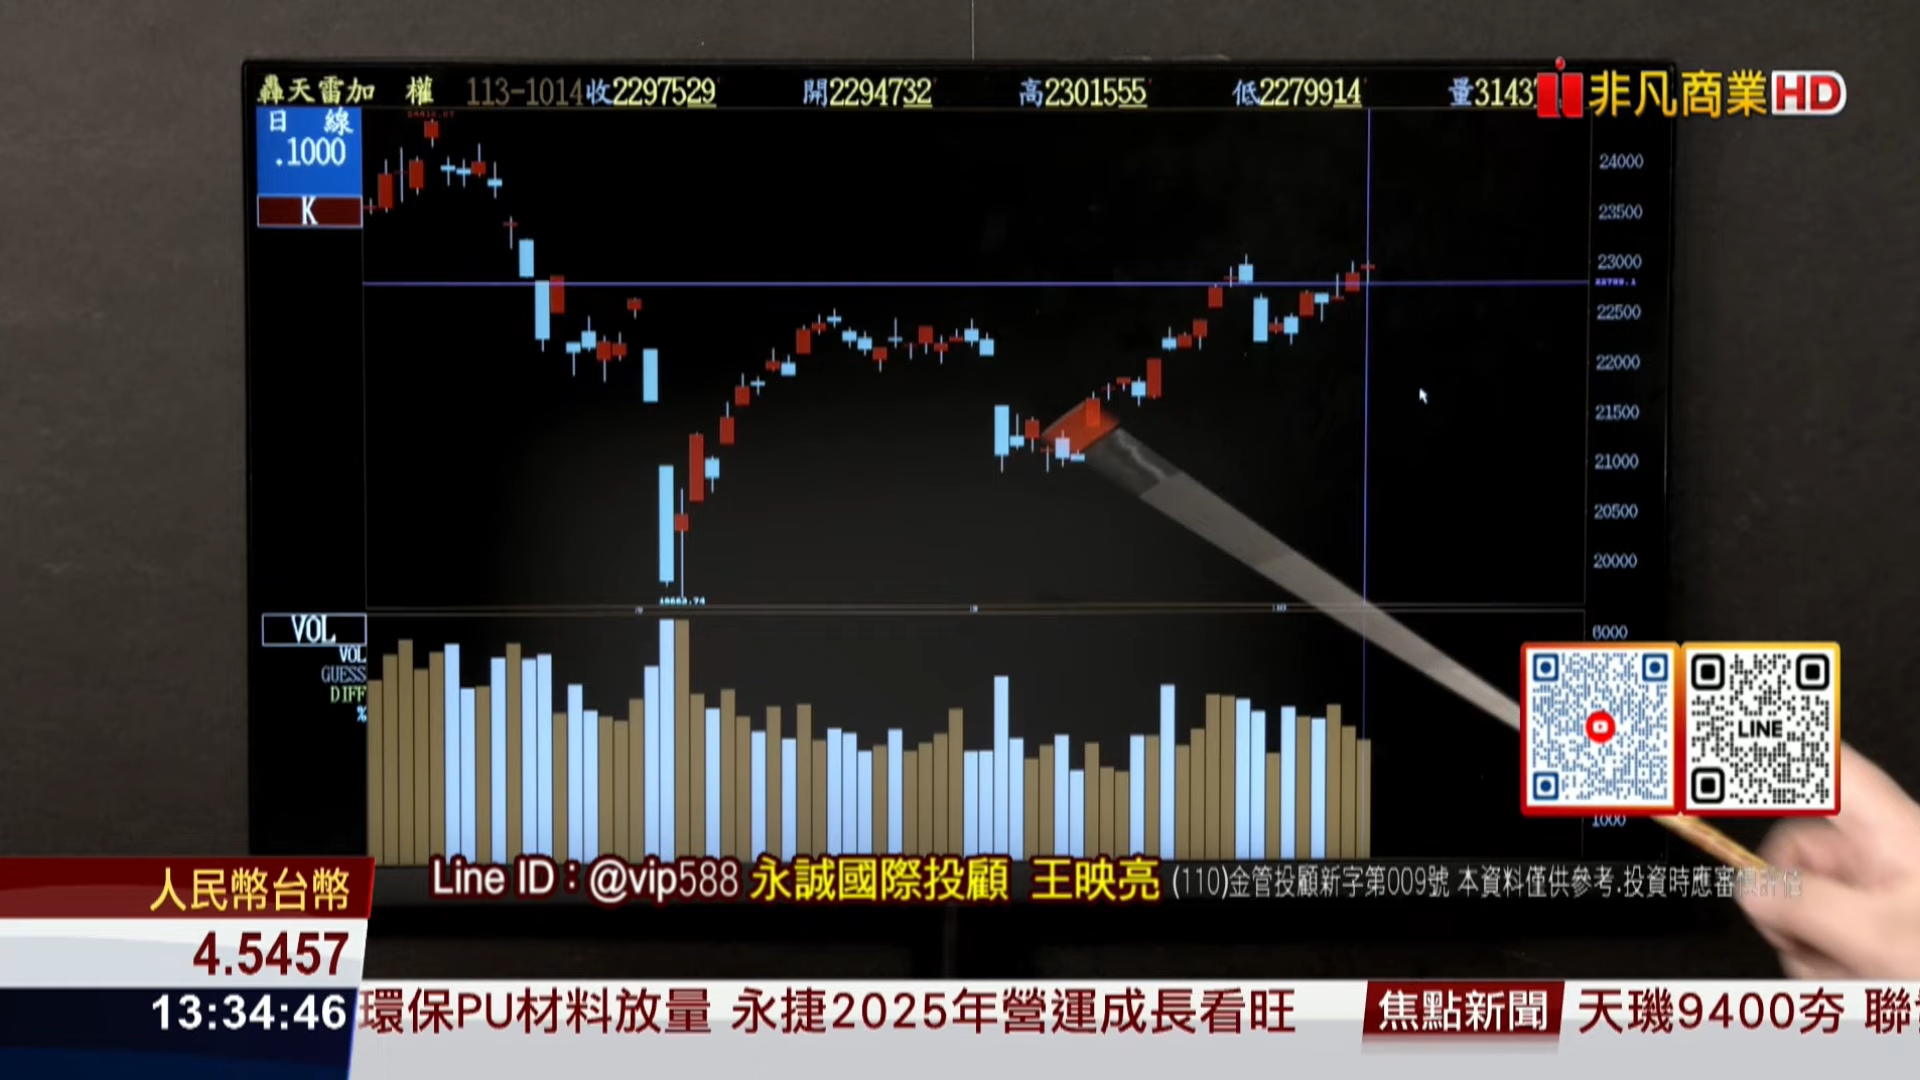 轟天雷加 權 113-1014收2297529 開2294732 高2301555 低2279914 量3143
非凡商業HD
日 線
.1000
K
24000
23500
23000
22799.1
22500
22000
21500
21000
20500
20000
VOL
VOL
GUESS
DIFF
%
6000
1000
LINE
Line ID：@vip588 永誠國際投顧 王映亮 (110)金管投顧新字第009號 本資料僅供參考.投資時應審慎評估
人民幣台幣
4.5457
13:34:46
環保PU材料放量 永捷2025年營運成長看旺
焦點新聞
天璣9400夯 聯